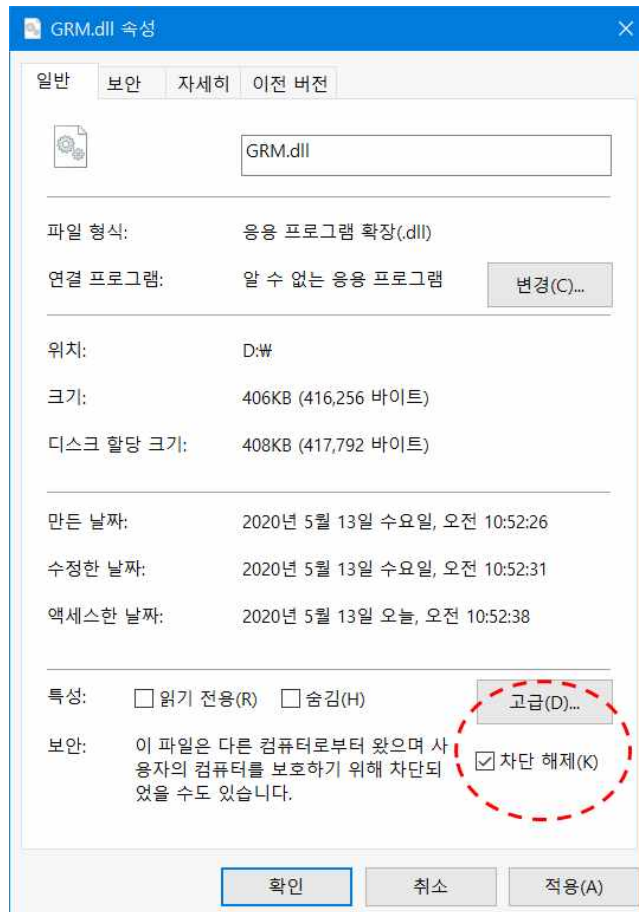 GRM.dll 속성
일반 보안 자세히 이전 버전
GRM.dll
파일 형식: 응용 프로그램 확장(.dll)
연결 프로그램: 알 수 없는 응용 프로그램 변경(C)...
위치: D:₩
크기: 406KB (416,256 바이트)
디스크 할당 크기: 408KB (417,792 바이트)
만든 날짜: 2020년 5월 13일 수요일, 오전 10:52:26
수정한 날짜: 2020년 5월 13일 수요일, 오전 10:52:31
액세스한 날짜: 2020년 5월 13일 오늘, 오전 10:52:38
특성: 읽기 전용(R) 숨김(H) 고급(D)...
보안: 이 파일은 다른 컴퓨터로부터 왔으며 사
용자의 컴퓨터를 보호하기 위해 차단되
었을 수도 있습니다.
차단 해제(K)
확인 취소 적용(A)